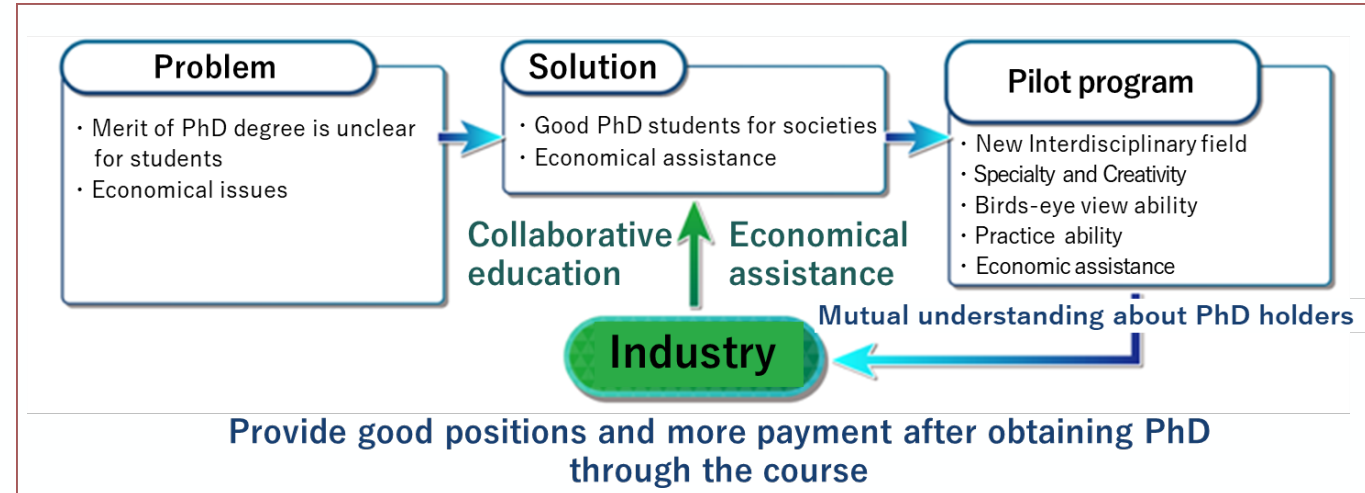 Problem
・Merit of PhD degree is unclear
for students
・Economical issues
Solution
・Good PhD students for societies
・Economical assistance
Pilot program
・New Interdisciplinary field
・Specialty and Creativity
・Birds-eye view ability
・Practice ability
・Economic assistance
Collaborative
education
Economical
assistance
Mutual understanding about PhD holders
Industry
Provide good positions and more payment after obtaining PhD
through the course